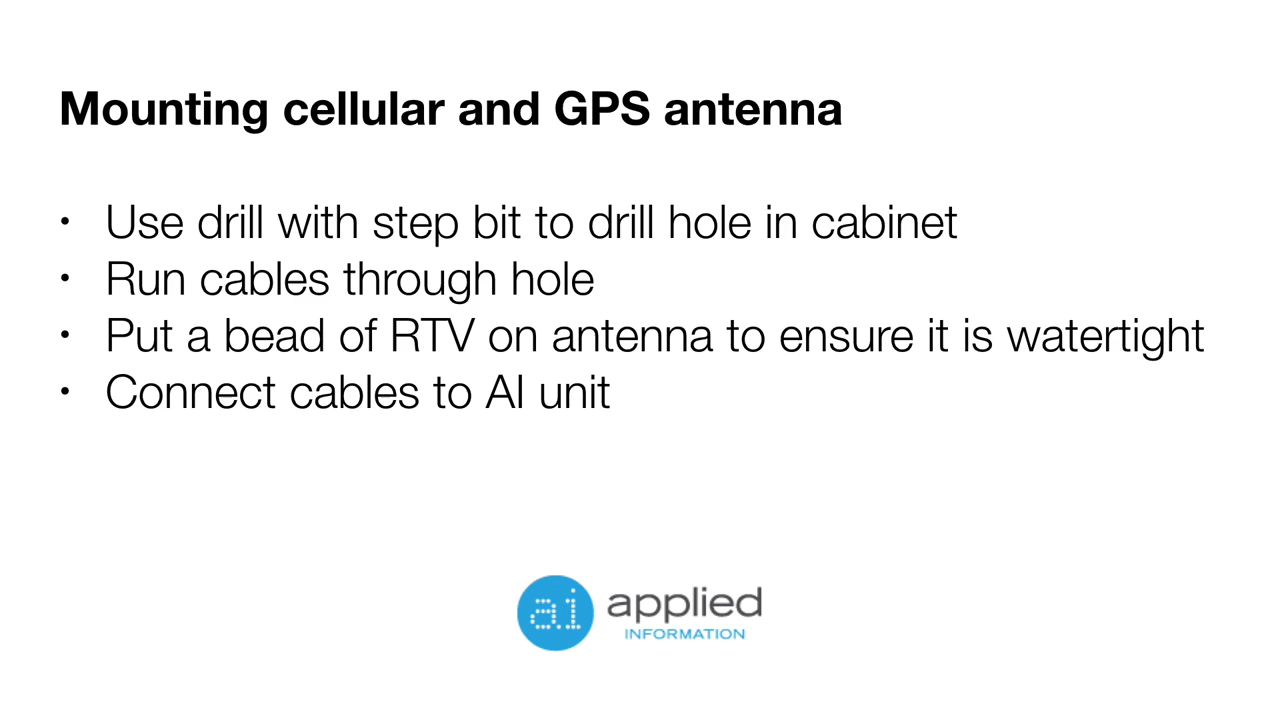 Mounting cellular and GPS antenna
• Use drill with step bit to drill hole in cabinet
• Run cables through hole
• Put a bead of RTV on antenna to ensure it is watertight
• Connect cables to AI unit
a.i applied
INFORMATION